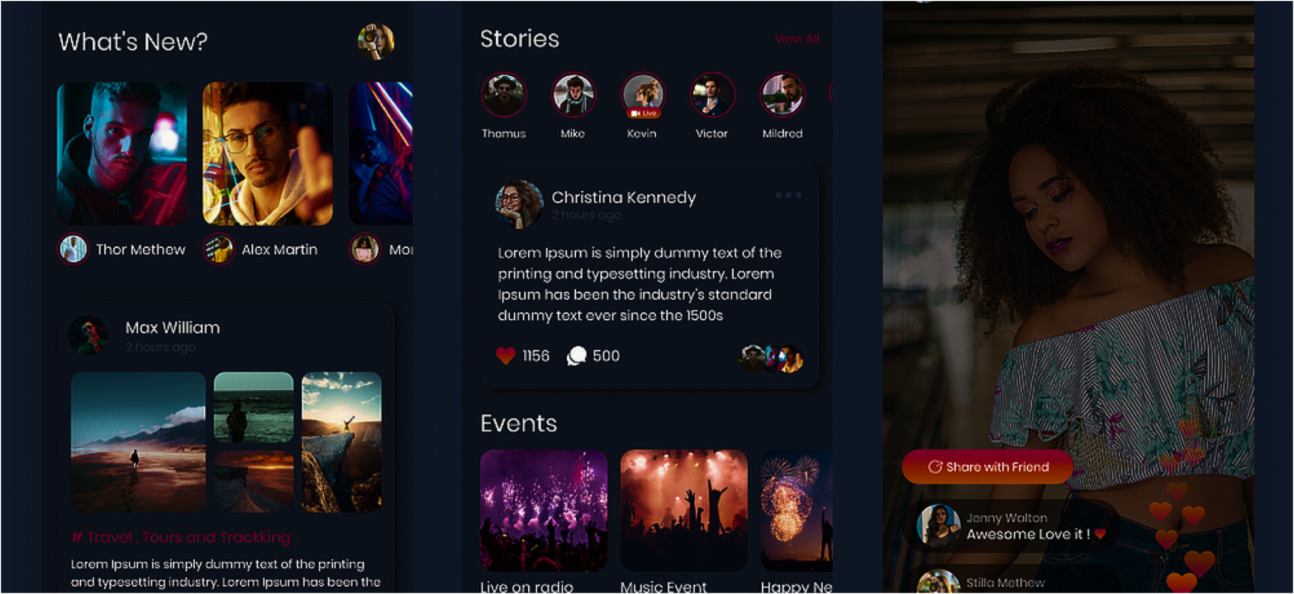 What's New?
Thor Methew
Alex Martin
Mor
Max William
2 hours ago
# Travel ; Tours and Trackking
Lorem Ipsum is simply dummy text of the printing
and typesetting industry. Lorem Ipsum has been the
Stories
View All
Live
Thomus
Mike
Kevin
Victor
Mildred
Christina Kennedy
2 hours ago
Lorem Ipsum is simply dummy text of the
printing and typesetting industry. Lorem
Ipsum has been the industry's standard
dummy text ever since the 1500s
1156
500
Events
Live on radio
Music Event
Happy Ne
Share with Friend
Jenny Walton
Awesome Love it !
Stilla Methew